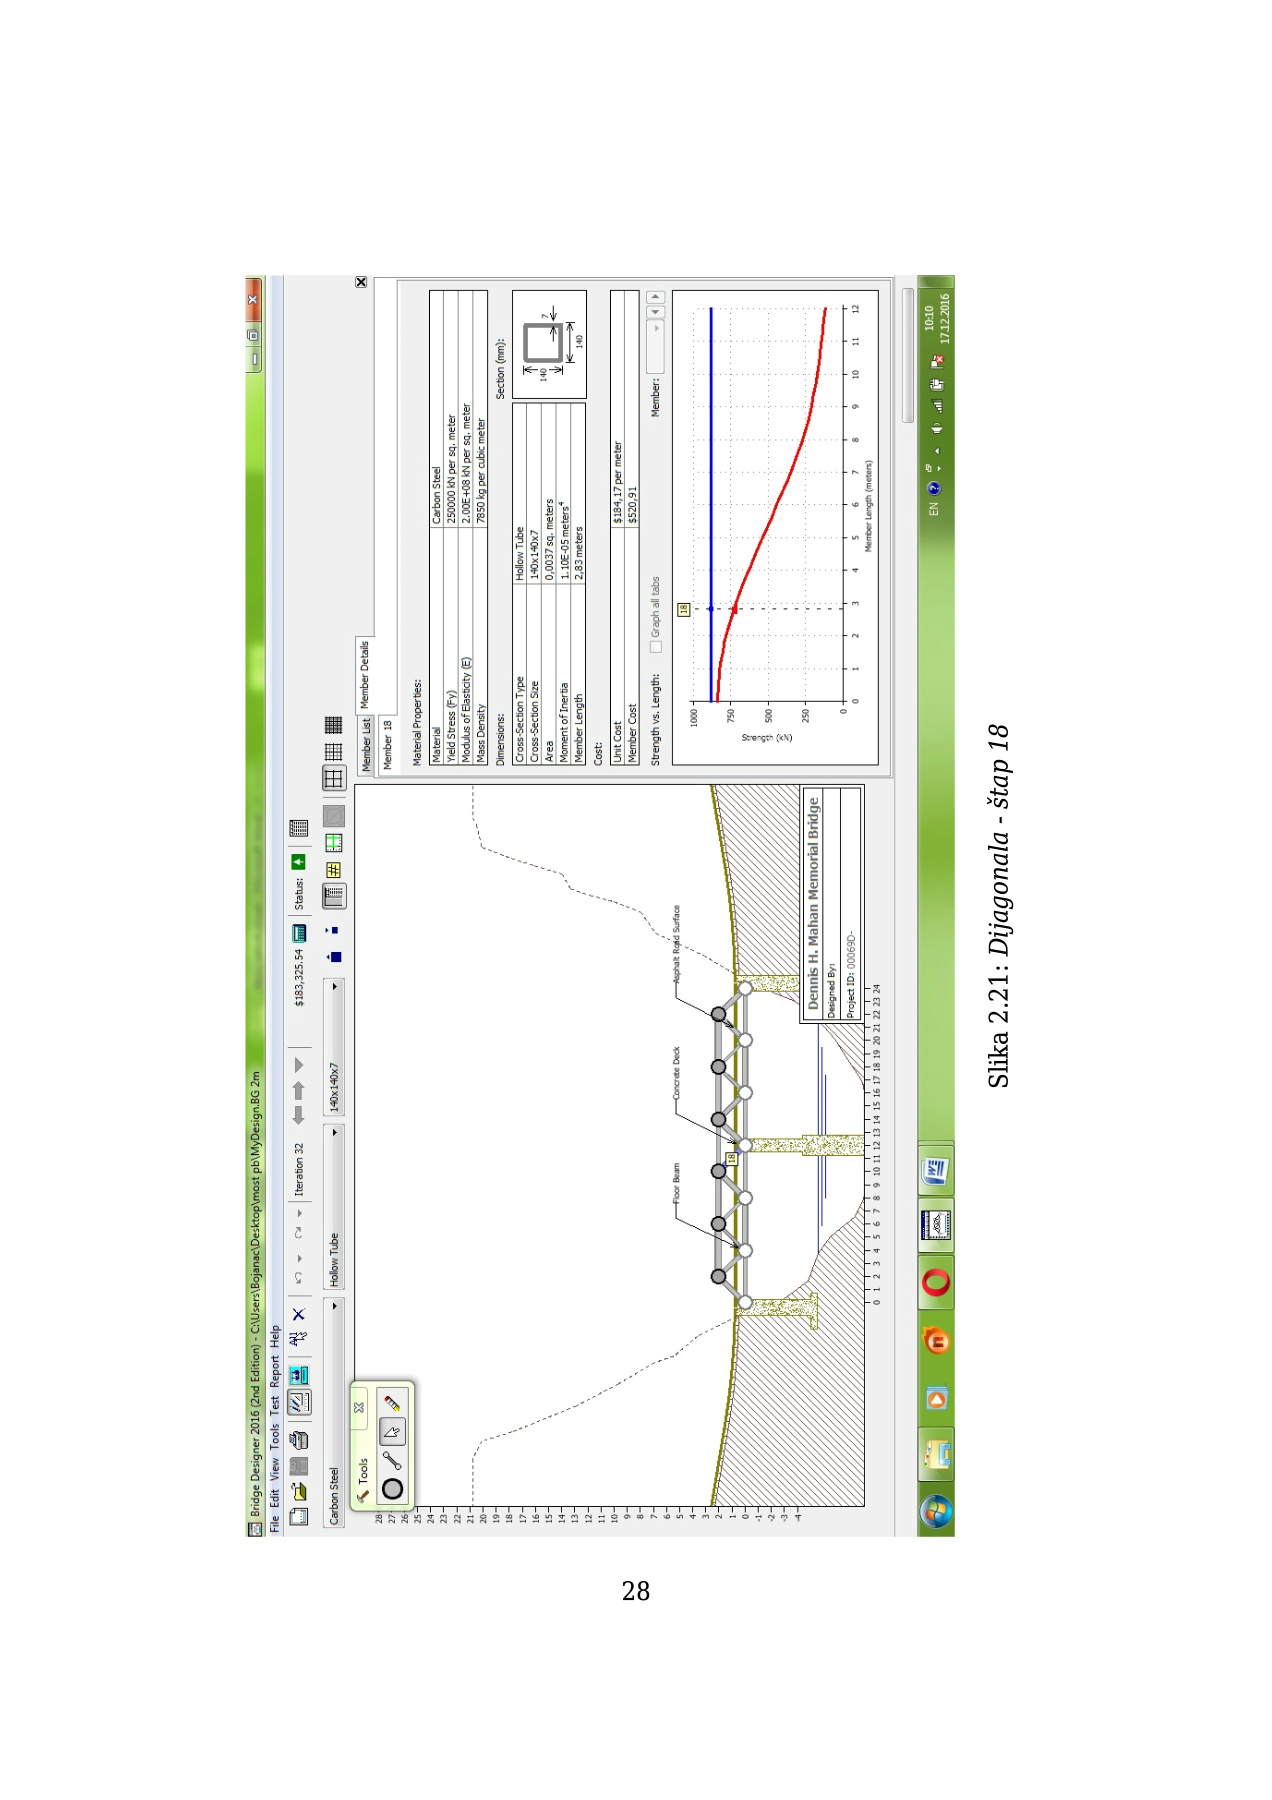 Bridge Designer 2016 (2nd Edition) - C:\Users\Bojanac\Desktop\most pb\MyDesign.BG 2m
File Edit View Tools Test Report Help
Iteration 32
$183,325.54
Status:
Carbon Steel
Hollow Tube
140x140x7
Tools
28
27
26
25
24
23
22
21
20
19
18
17
16
15
14
13
12
11
10
9
8
7
6
5
4
3
2
1
0
-1
-2
-3
-4
Floor Beam
Concrete Deck
Asphalt Road Surface
18
0 1 2 3 4 5 6 7 8 9 10 11 12 13 14 15 16 17 18 19 20 21 22 23 24
Dennis H. Mahan Memorial Bridge
Designed By:
Project ID: 00069D-
Member List
Member Details
Member 18
Material Properties:
Material Carbon Steel
Yield Stress (Fy) 250000 kN per sq. meter
Modulus of Elasticity (E) 2.00E+08 kN per sq. meter
Mass Density 7850 kg per cubic meter
Dimensions:
Section (mm):
Cross-Section Type Hollow Tube
Cross-Section Size 140x140x7
Area 0,0037 sq. meters
Moment of Inertia 1.10E-05 meters⁴
Member Length 2,83 meters
140
7
140
Cost:
Unit Cost $184,17 per meter
Member Cost $520,91
Strength vs. Length:
Graph all tabs
Member:
18
1000
750
500
250
0
Strength (kN)
0 1 2 3 4 5 6 7 8 9 10 11 12
Member Length (meters)
EN
10:10
17.12.2016
Slika 2.21: Dijagonala - štap 18
28